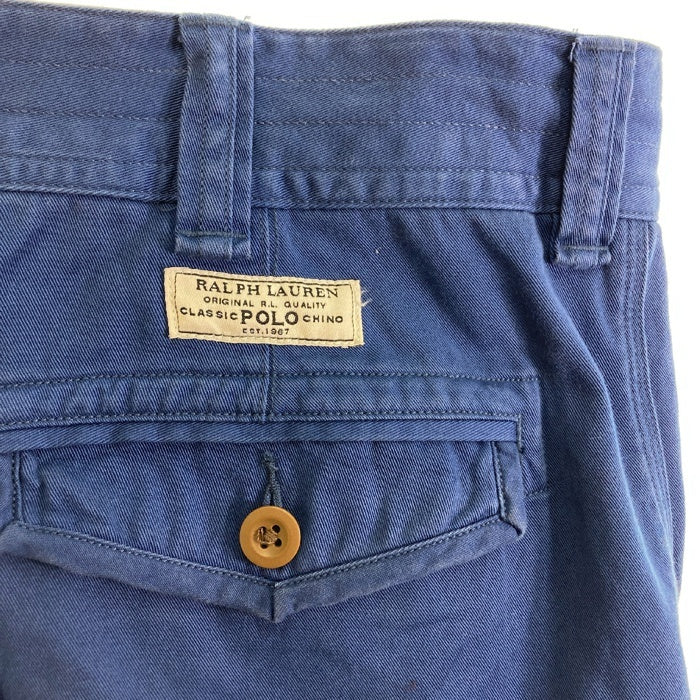 RALPH LAUREN
ORIGINAL R.L. QUALITY
CLASSIC POLO CHINO
EST. 1967